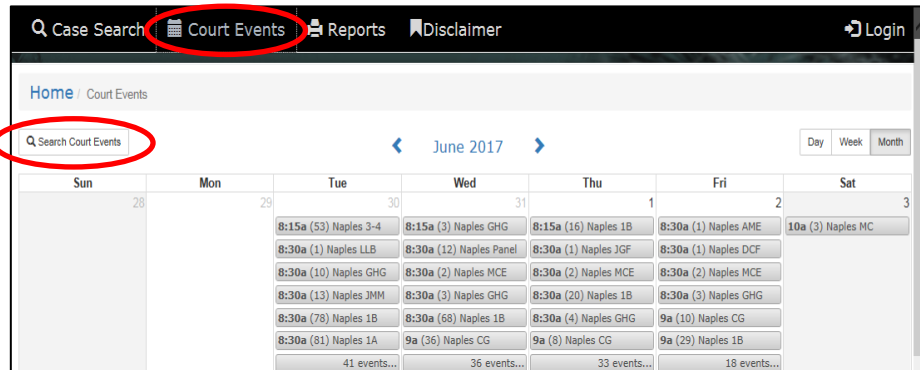 Case Search Court Events Reports Disclaimer Login
Home / Court Events
Search Court Events June 2017 Day Week Month
Sun Mon Tue Wed Thu Fri Sat
28 29 30 31 1 2 3
8:15a (53) Naples 3-4 8:15a (3) Naples GHG 8:15a (16) Naples 1B 8:30a (1) Naples AME 10a (3) Naples MC
8:30a (1) Naples LLB 8:30a (12) Naples Panel 8:30a (1) Naples JGF 8:30a (1) Naples DCF
8:30a (10) Naples GHG 8:30a (2) Naples MCE 8:30a (2) Naples MCE 8:30a (2) Naples MCE
8:30a (13) Naples JMM 8:30a (3) Naples GHG 8:30a (20) Naples 1B 8:30a (3) Naples GHG
8:30a (78) Naples 1B 8:30a (68) Naples 1B 8:30a (4) Naples GHG 9a (10) Naples CG
8:30a (81) Naples 1A 9a (36) Naples CG 9a (8) Naples CG 9a (29) Naples 1B
41 events... 36 events... 33 events... 18 events...